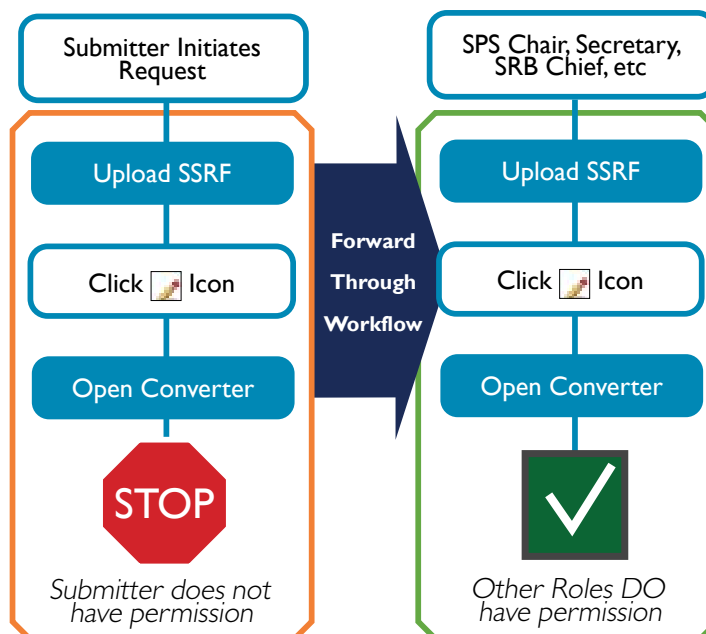 Submitter Initiates
Request
Upload SSRF
Click Icon
Open Converter
STOP
Submitter does not
have permission
Forward
Through
Workflow
SPS Chair, Secretary,
SRB Chief, etc
Upload SSRF
Click Icon
Open Converter
Other Roles DO
have permission